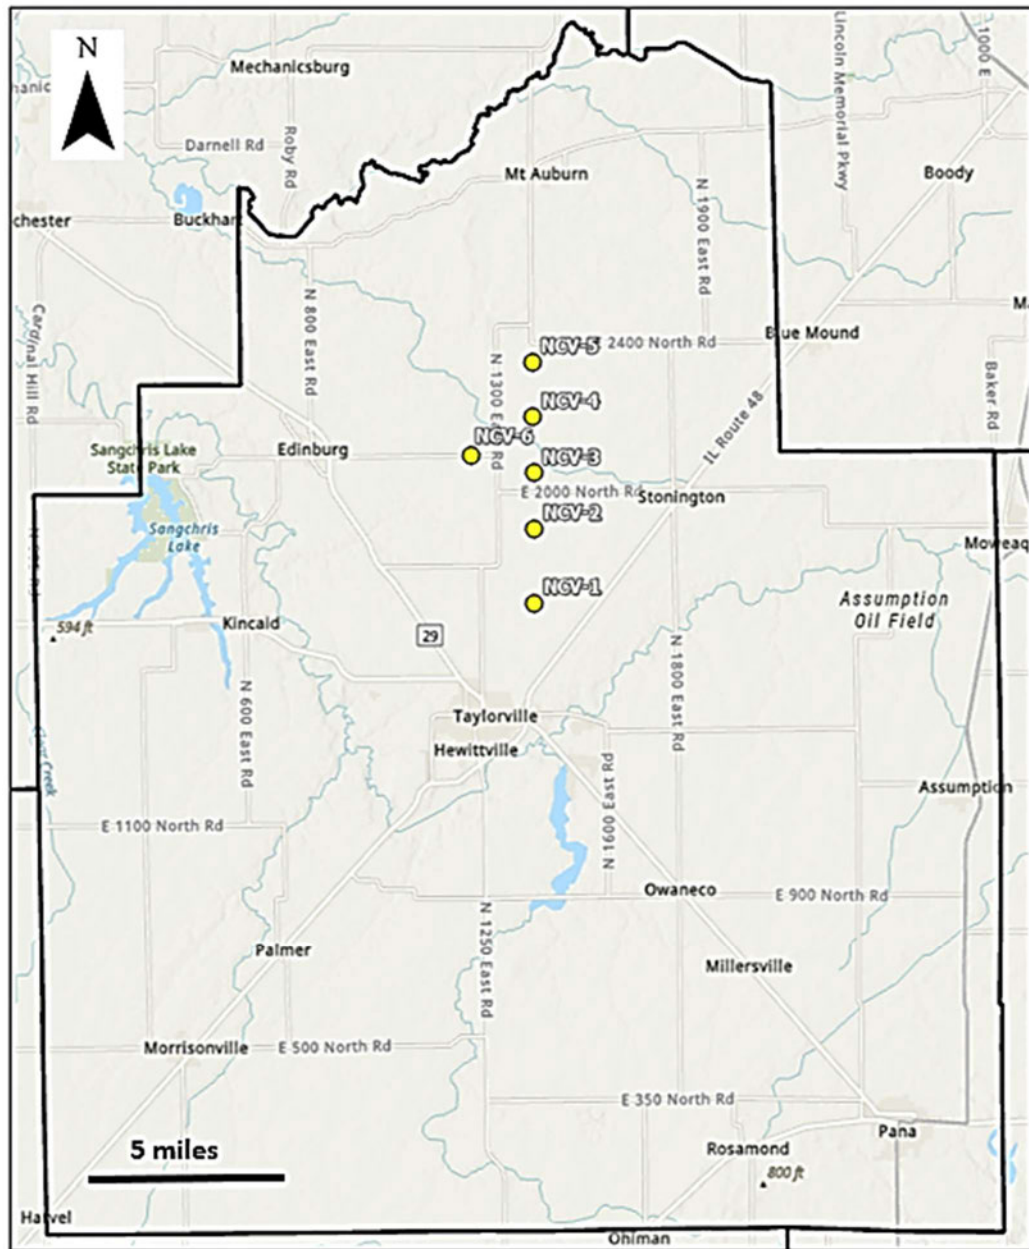 N
Mechanicsburg
Darnell Rd
Roby Rd
Lincoln Memorial Pkwy
1000 E
Mt Auburn
Boody
chester
Buckhar
N 1900 East Rd
Cardinal Hill Rd
N 800 East Rd
Blue Mound
2400 North Rd
NCV-5
N 1300 E
Rd
NCV-4
Baker Rd
IL Route 48
NCV-6
NCV-3
Sangchris Lake
State Park
Edinburg
E 2000 North Rd
Stonington
NCV-2
Sangchris
Lake
Moweaq
NCV-1
Assumption
Oil Field
594 ft
Kincaid
29
N 1800 East Rd
N 600 East Rd
Taylorville
Hewittville
N 1600 East Rd
Assumption
E 1100 North Rd
Owaneco
E 900 North Rd
N 1250 East Rd
Palmer
Millersville
Morrisonville
E 500 North Rd
E 350 North Rd
Pana
5 miles
Rosamond
800 ft
Harvel
Ohlman